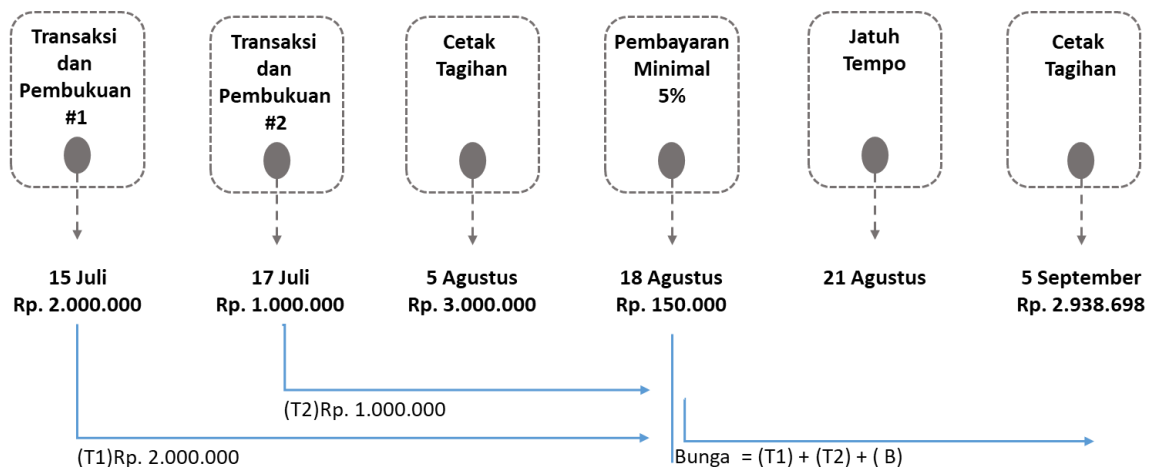 Transaksi
dan
Pembukuan
#1
Transaksi
dan
Pembukuan
#2
Cetak
Tagihan
Pembayaran
Minimal
5%
Jatuh
Tempo
Cetak
Tagihan
15 Juli
Rp. 2.000.000
17 Juli
Rp. 1.000.000
5 Agustus
Rp. 3.000.000
18 Agustus
Rp. 150.000
21 Agustus
5 September
Rp. 2.938.698
(T2)Rp. 1.000.000
(T1)Rp. 2.000.000
Bunga = (T1) + (T2) + ( B)